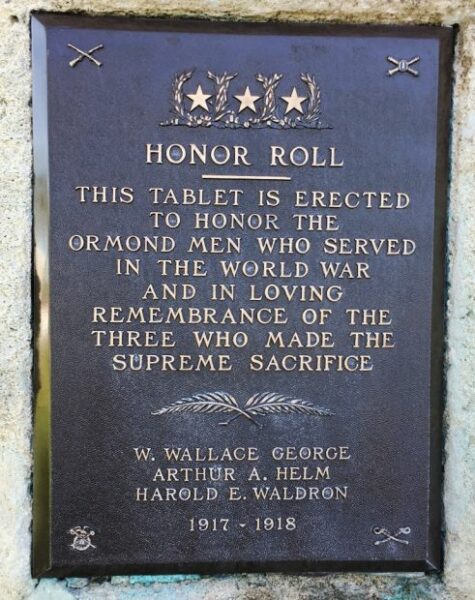 HONOR ROLL
THIS TABLET IS ERECTED
TO HONOR THE
ORMOND MEN WHO SERVED
IN THE WORLD WAR
AND IN LOVING
REMEMBRANCE OF THE
THREE WHO MADE THE
SUPREME SACRIFICE
W. WALLACE GEORGE
ARTHUR A. HELM
HAROLD E. WALDRON
1917 - 1918